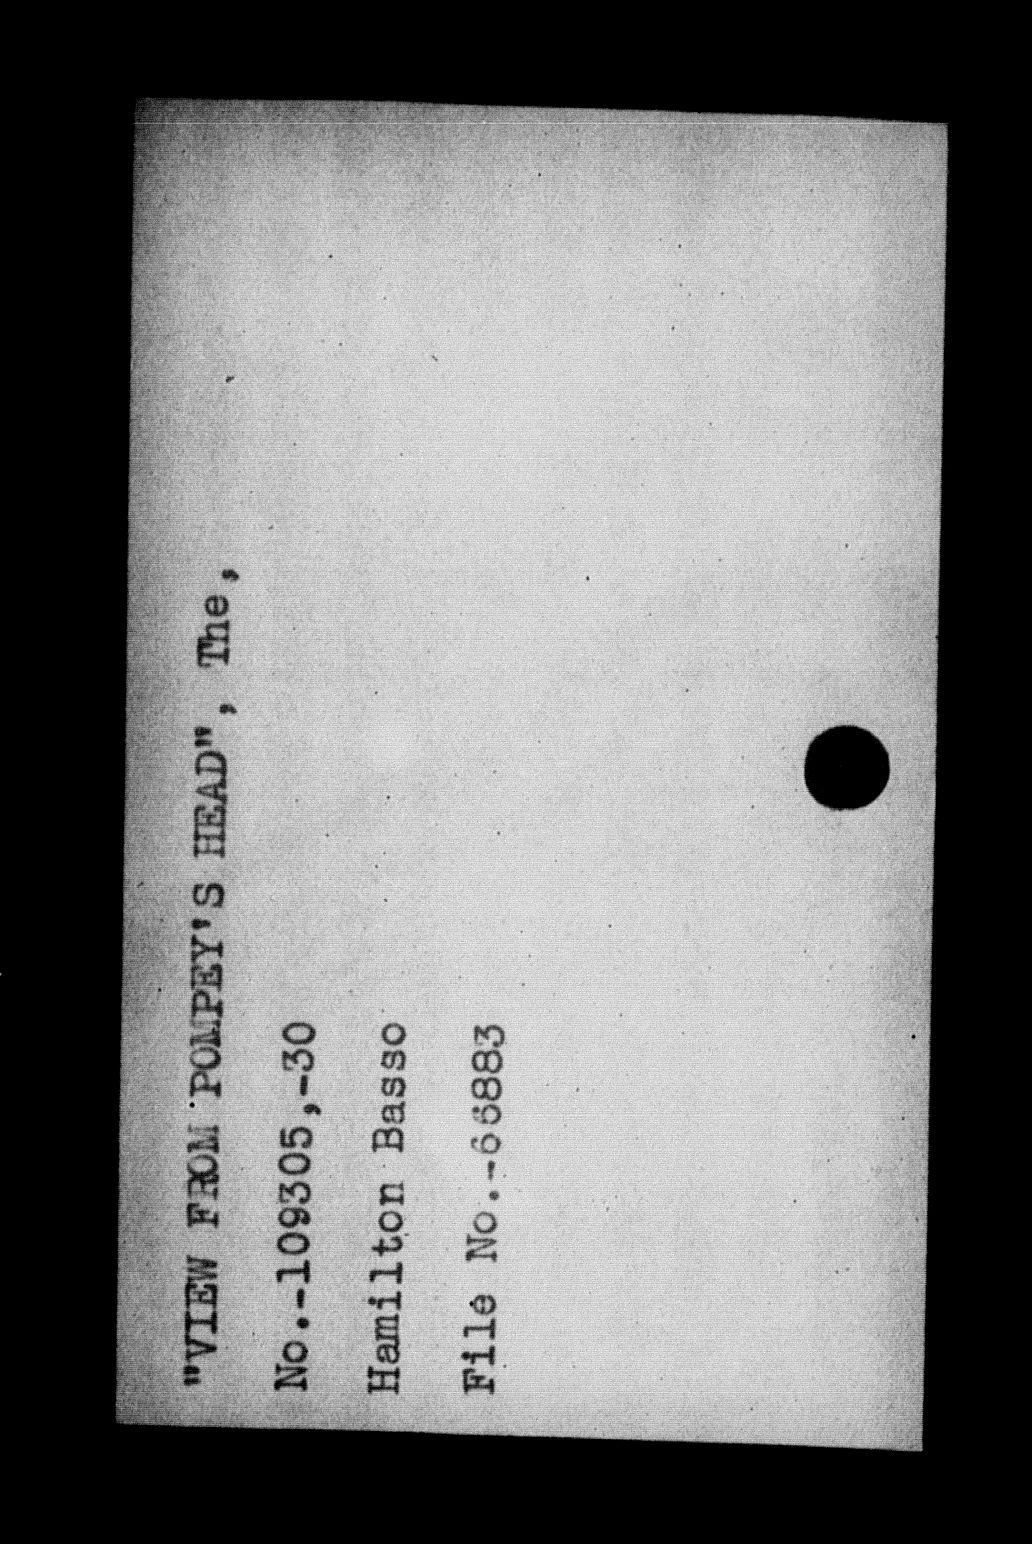 "VIEW FROM POMPEY'S HEAD", The,
No.-109305,-30
Hamilton Basso
File No.-66883